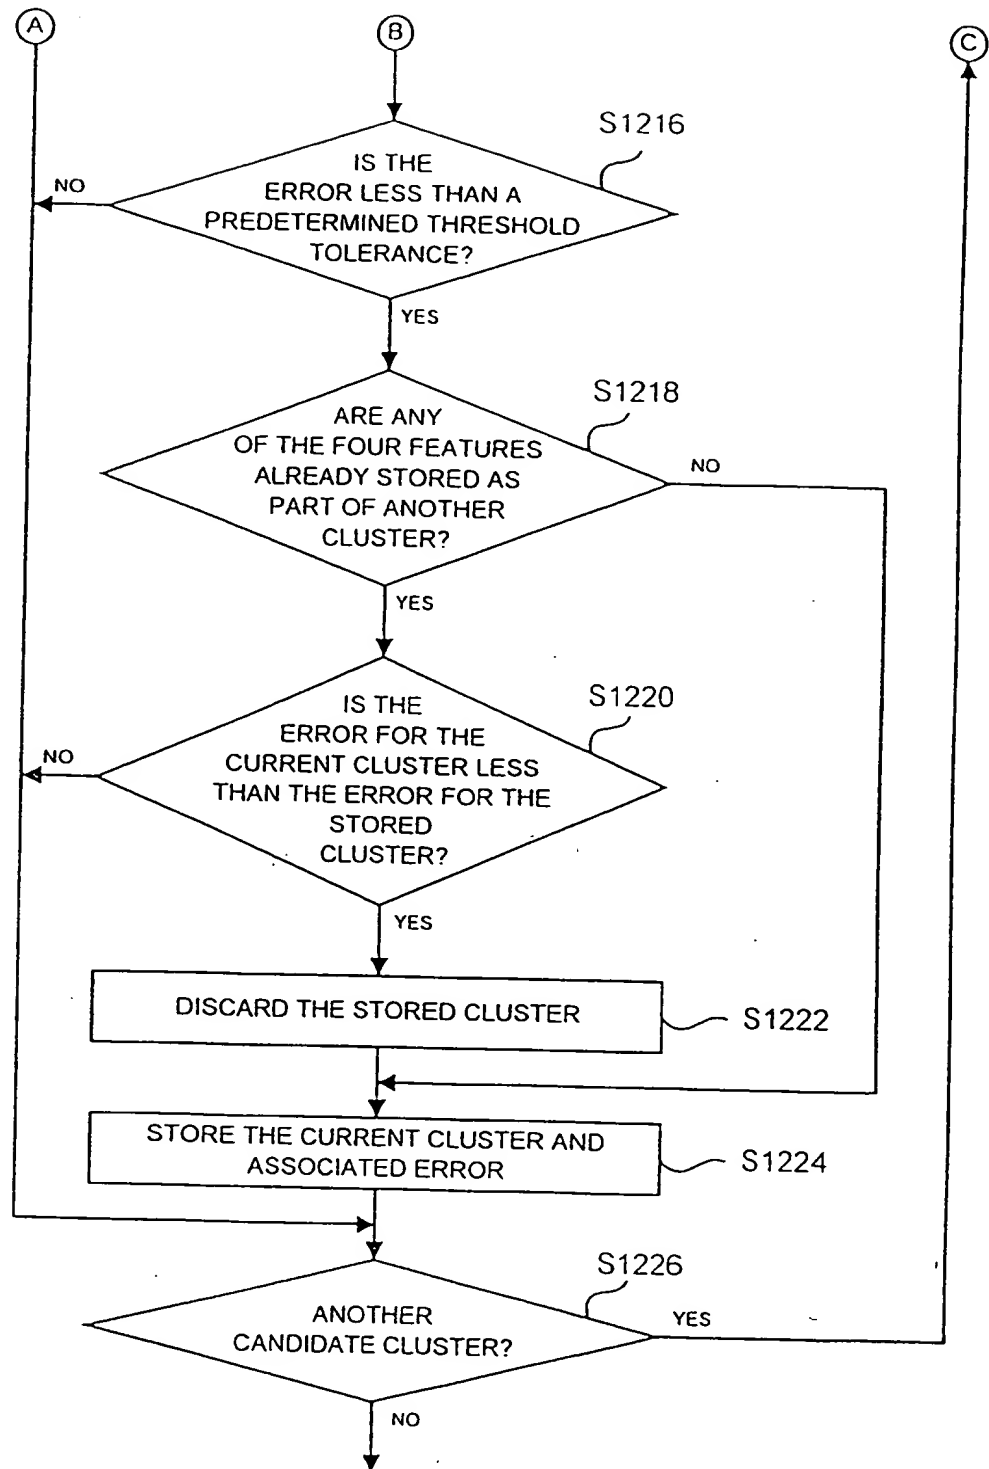 A
B
C
S1216
IS THE
ERROR LESS THAN A
PREDETERMINED THRESHOLD
TOLERANCE?
NO
YES
S1218
ARE ANY
OF THE FOUR FEATURES
ALREADY STORED AS
PART OF ANOTHER
CLUSTER?
NO
YES
S1220
IS THE
ERROR FOR THE
CURRENT CLUSTER LESS
THAN THE ERROR FOR THE
STORED
CLUSTER?
NO
YES
DISCARD THE STORED CLUSTER
S1222
STORE THE CURRENT CLUSTER AND
ASSOCIATED ERROR
S1224
S1226
ANOTHER
CANDIDATE CLUSTER?
YES
NO